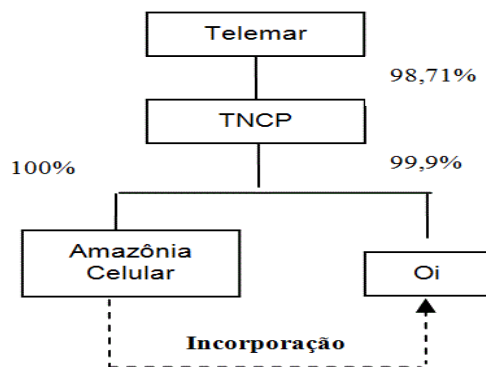 Telemar
98,71%
TNCP
100%
99,9%
Amazônia
Celular
Oi
Incorporação